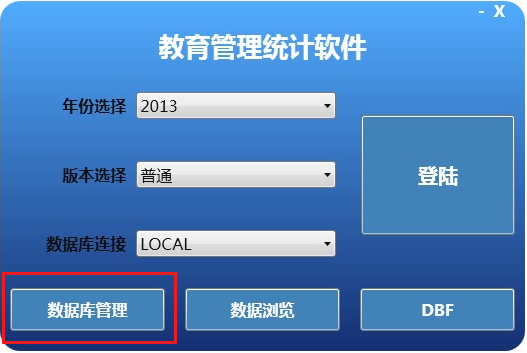 - X
教育管理统计软件
年份选择 2013
版本选择 普通
登陆
数据库连接 LOCAL
数据库管理 数据浏览 DBF